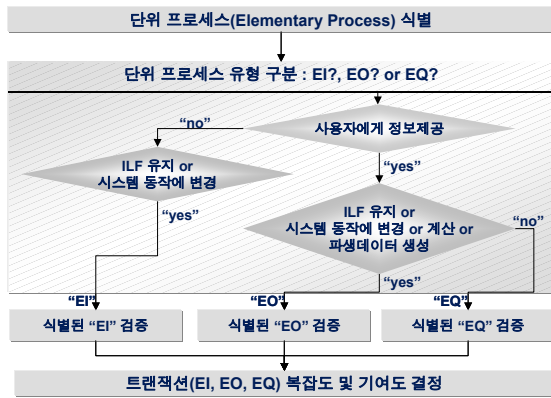 단위 프로세스(Elementary Process) 식별
단위 프로세스 유형 구분 : EI?, EO? or EQ?
사용자에게 정보제공
“no”
“yes”
ILF 유지 or
시스템 동작에 변경
“yes”
ILF 유지 or
시스템 동작에 변경 or 계산 or
파생데이터 생성
“no”
“yes”
“EI”
“EO”
“EQ”
식별된 “EI” 검증
식별된 “EO” 검증
식별된 “EQ” 검증
트랜잭션(EI, EO, EQ) 복잡도 및 기여도 결정